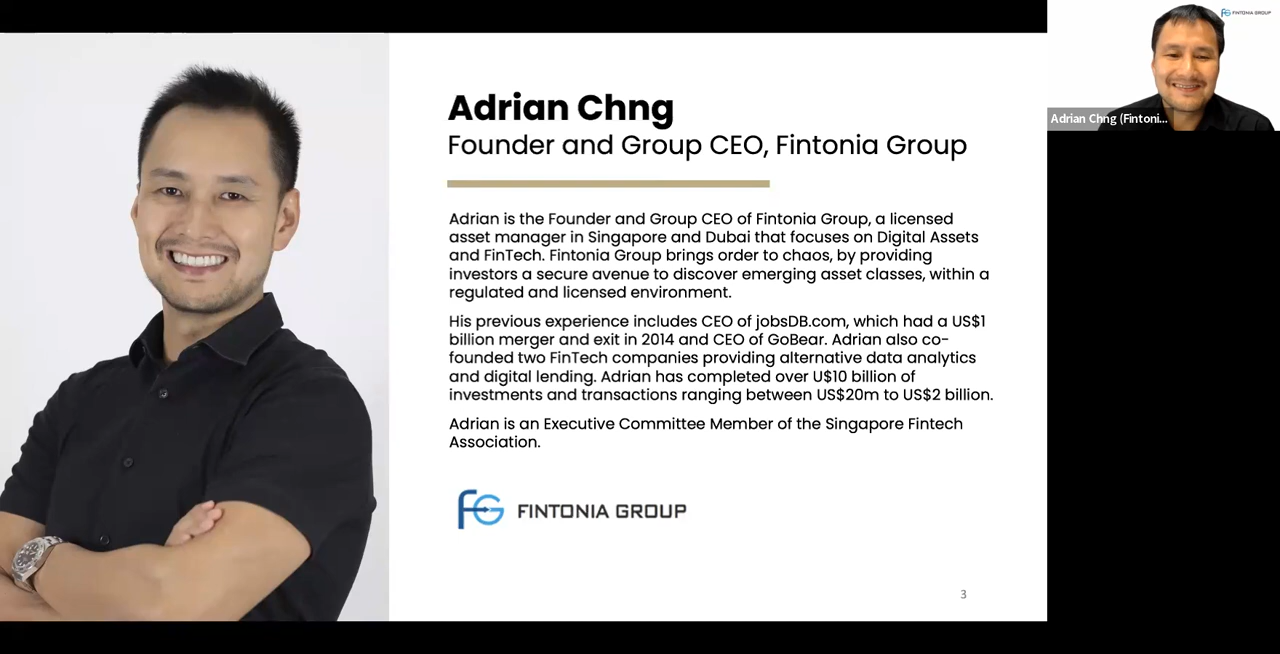 Adrian Chng
Founder and Group CEO, Fintonia Group
Adrian is the Founder and Group CEO of Fintonia Group, a licensed
asset manager in Singapore and Dubai that focuses on Digital Assets
and FinTech. Fintonia Group brings order to chaos, by providing
investors a secure avenue to discover emerging asset classes, within a
regulated and licensed environment.
His previous experience includes CEO of jobsDB.com, which had a US$1
billion merger and exit in 2014 and CEO of GoBear. Adrian also co-
founded two FinTech companies providing alternative data analytics
and digital lending. Adrian has completed over U$10 billion of
investments and transactions ranging between US$20m to US$2 billion.
Adrian is an Executive Committee Member of the Singapore Fintech
Association.
FG FINTONIA GROUP
3
FG FINTONIA GROUP
Adrian Chng (Fintoni...